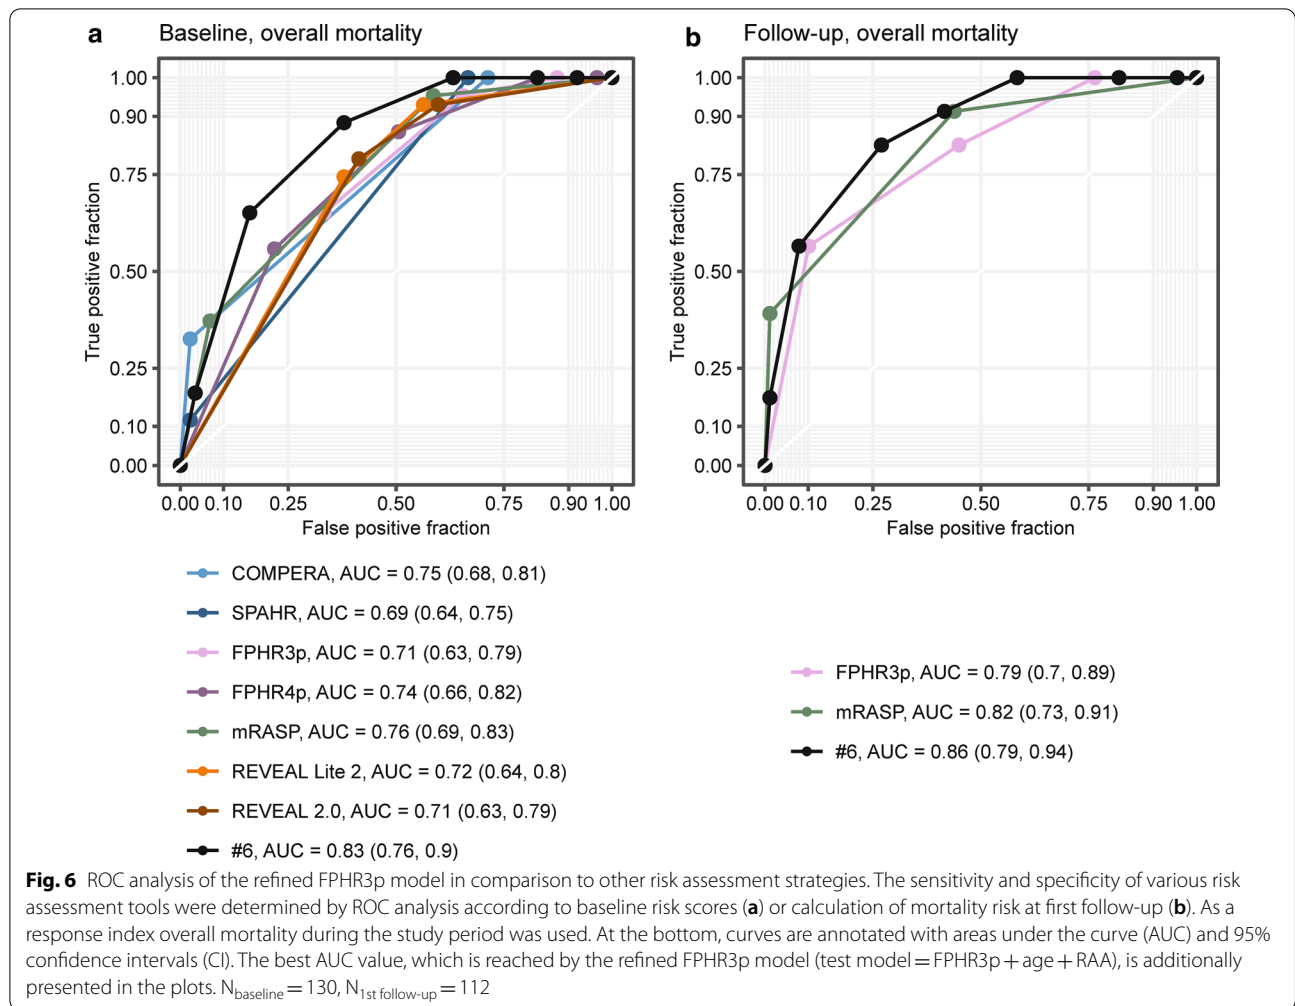 a Baseline, overall mortality
1.00
0.90
0.75
0.50
0.25
0.10
0.00
True positive fraction
0.00 0.10 0.25 0.50 0.75 0.90 1.00
False positive fraction
COMPERA, AUC = 0.75 (0.68, 0.81)
SPAHR, AUC = 0.69 (0.64, 0.75)
FPHR3p, AUC = 0.71 (0.63, 0.79)
FPHR4p, AUC = 0.74 (0.66, 0.82)
mRASP, AUC = 0.76 (0.69, 0.83)
REVEAL Lite 2, AUC = 0.72 (0.64, 0.8)
REVEAL 2.0, AUC = 0.71 (0.63, 0.79)
#6, AUC = 0.83 (0.76, 0.9)
b Follow-up, overall mortality
1.00
0.90
0.75
0.50
0.25
0.10
0.00
True positive fraction
0.00 0.10 0.25 0.50 0.75 0.90 1.00
False positive fraction
FPHR3p, AUC = 0.79 (0.7, 0.89)
mRASP, AUC = 0.82 (0.73, 0.91)
#6, AUC = 0.86 (0.79, 0.94)
Fig. 6 ROC analysis of the refined FPHR3p model in comparison to other risk assessment strategies. The sensitivity and specificity of various risk
assessment tools were determined by ROC analysis according to baseline risk scores (a) or calculation of mortality risk at first follow-up (b). As a
response index overall mortality during the study period was used. At the bottom, curves are annotated with areas under the curve (AUC) and 95%
confidence intervals (CI). The best AUC value, which is reached by the refined FPHR3p model (test model = FPHR3p + age + RAA), is additionally
presented in the plots. Nbaseline = 130, N1st follow-up = 112